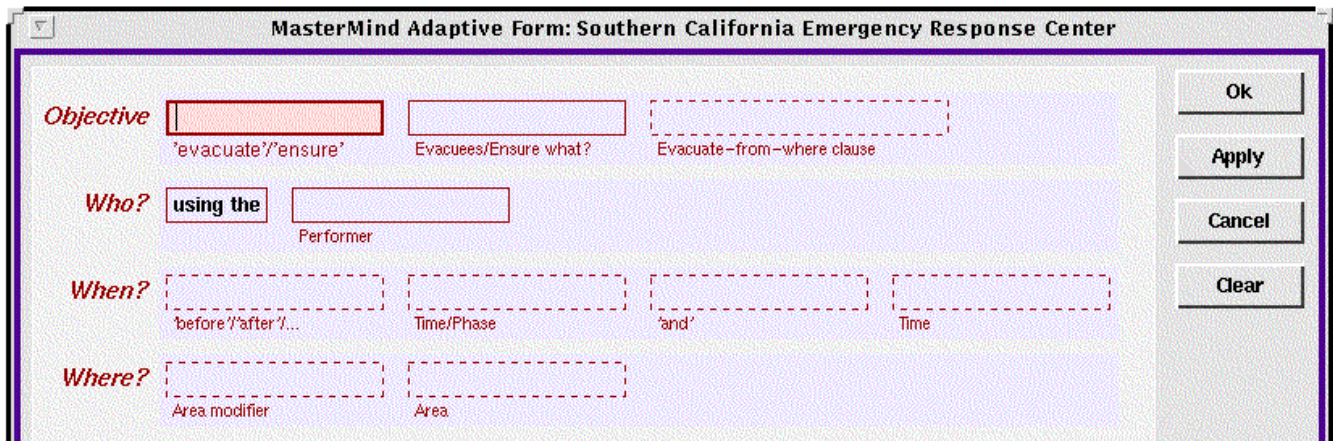 MasterMind Adaptive Form: Southern California Emergency Response Center
Objective
'evacuate'/'ensure'
Evacuees/Ensure what?
Evacuate-from-where clause
Who?
using the
Performer
When?
'before'/'after'/...
Time/Phase
'and'
Time
Where?
Area modifier
Area
Ok
Apply
Cancel
Clear